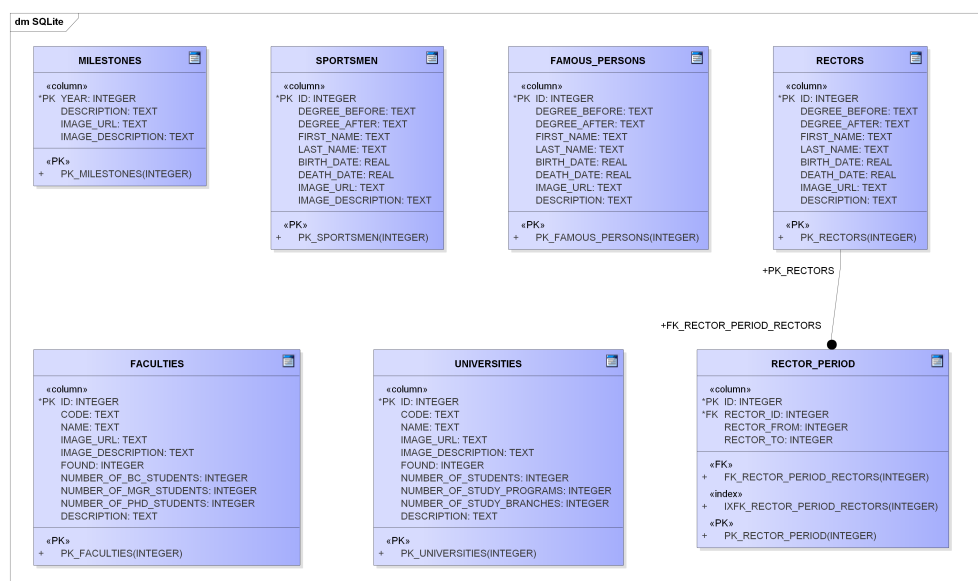 dm SQLite
MILESTONES
«column»
*PK YEAR: INTEGER
DESCRIPTION: TEXT
IMAGE_URL: TEXT
IMAGE_DESCRIPTION: TEXT
«PK»
+ PK_MILESTONES(INTEGER)
SPORTSMEN
«column»
*PK ID: INTEGER
DEGREE_BEFORE: TEXT
DEGREE_AFTER: TEXT
FIRST_NAME: TEXT
LAST_NAME: TEXT
BIRTH_DATE: REAL
DEATH_DATE: REAL
IMAGE_URL: TEXT
IMAGE_DESCRIPTION: TEXT
«PK»
+ PK_SPORTSMEN(INTEGER)
FAMOUS_PERSONS
«column»
*PK ID: INTEGER
DEGREE_BEFORE: TEXT
DEGREE_AFTER: TEXT
FIRST_NAME: TEXT
LAST_NAME: TEXT
BIRTH_DATE: REAL
DEATH_DATE: REAL
IMAGE_URL: TEXT
DESCRIPTION: TEXT
«PK»
+ PK_FAMOUS_PERSONS(INTEGER)
RECTORS
«column»
*PK ID: INTEGER
DEGREE_BEFORE: TEXT
DEGREE_AFTER: TEXT
FIRST_NAME: TEXT
LAST_NAME: TEXT
BIRTH_DATE: REAL
DEATH_DATE: REAL
IMAGE_URL: TEXT
DESCRIPTION: TEXT
«PK»
+ PK_RECTORS(INTEGER)
+PK_RECTORS
+FK_RECTOR_PERIOD_RECTORS
FACULTIES
«column»
*PK ID: INTEGER
CODE: TEXT
NAME: TEXT
IMAGE_URL: TEXT
IMAGE_DESCRIPTION: TEXT
FOUND: INTEGER
NUMBER_OF_BC_STUDENTS: INTEGER
NUMBER_OF_MGR_STUDENTS: INTEGER
NUMBER_OF_PHD_STUDENTS: INTEGER
DESCRIPTION: TEXT
«PK»
+ PK_FACULTIES(INTEGER)
UNIVERSITIES
«column»
*PK ID: INTEGER
CODE: TEXT
NAME: TEXT
IMAGE_URL: TEXT
IMAGE_DESCRIPTION: TEXT
FOUND: INTEGER
NUMBER_OF_STUDENTS: INTEGER
NUMBER_OF_STUDY_PROGRAMS: INTEGER
NUMBER_OF_STUDY_BRANCHES: INTEGER
DESCRIPTION: TEXT
«PK»
+ PK_UNIVERSITIES(INTEGER)
RECTOR_PERIOD
«column»
*PK ID: INTEGER
*FK RECTOR_ID: INTEGER
RECTOR_FROM: INTEGER
RECTOR_TO: INTEGER
«FK»
+ FK_RECTOR_PERIOD_RECTORS(INTEGER)
«index»
+ IXFK_RECTOR_PERIOD_RECTORS(INTEGER)
«PK»
+ PK_RECTOR_PERIOD(INTEGER)